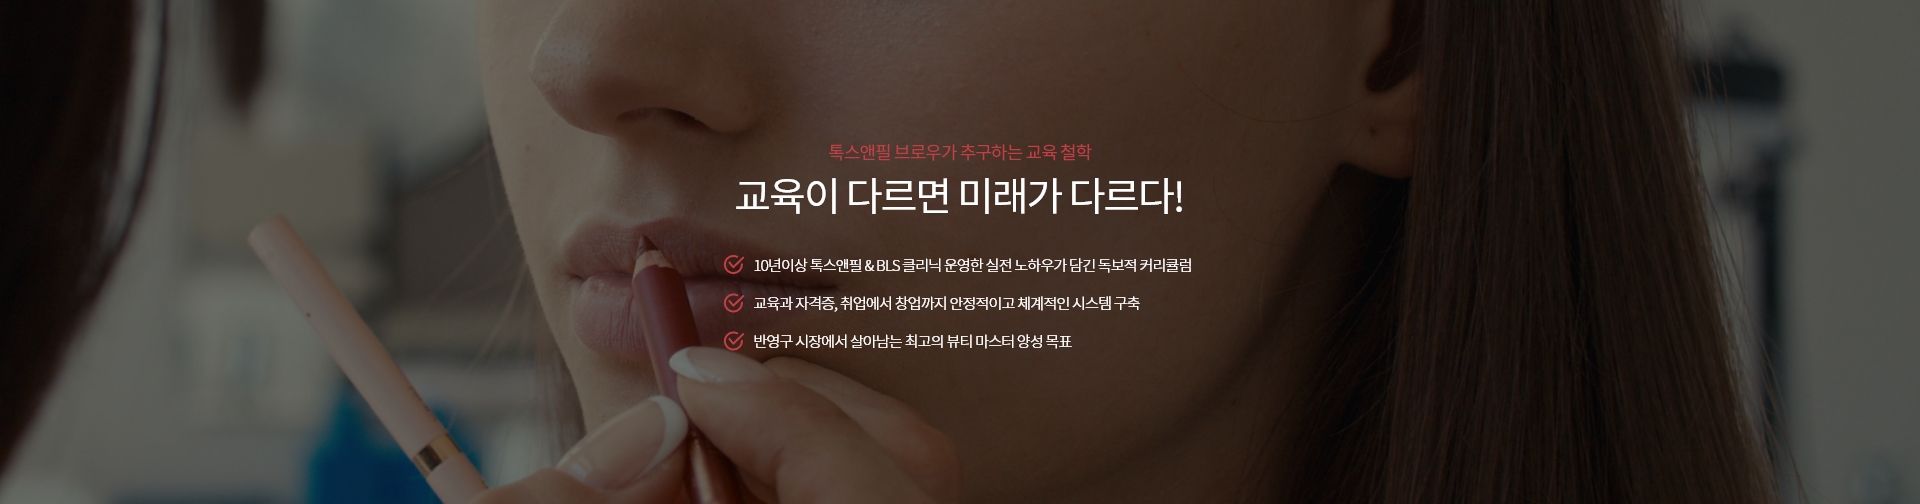 톡스앤필 브로우가 추구하는 교육 철학
교육이 다르면 미래가 다르다!
10년이상 톡스앤필 & BLS 클리닉 운영한 실전 노하우가 담긴 독보적 커리큘럼
교육과 자격증, 취업에서 창업까지 안정적이고 체계적인 시스템 구축
반영구 시장에서 살아남는 최고의 뷰티 마스터 양성 목표